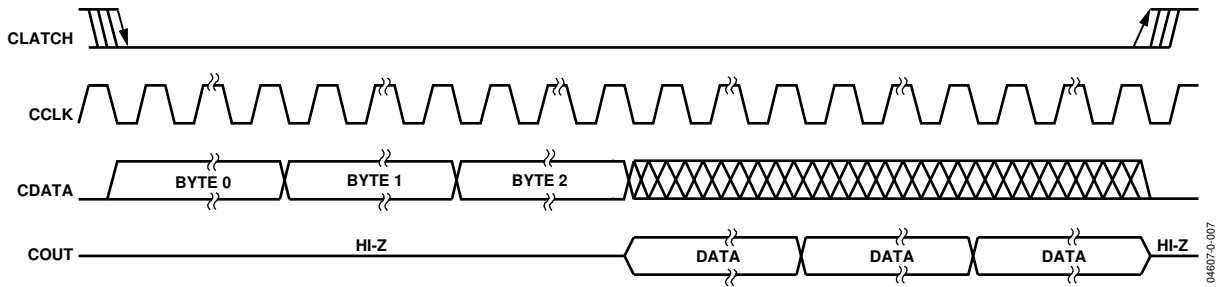 CLATCH
CCLK
CDATA
BYTE 0
BYTE 1
BYTE 2
COUT
HI-Z
DATA
DATA
DATA
HI-Z
04607-0-007